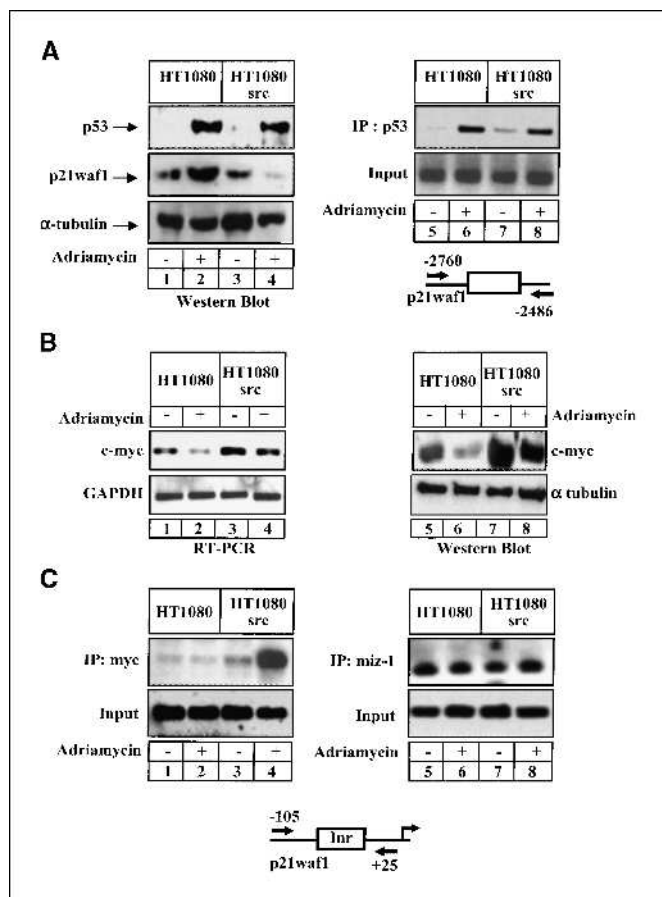 A
HT1080 HT1080 src
p53
p21waf1
α-tubulin
Adriamycin - + - +
1 2 3 4
Western Blot
HT1080 HT1080 src
IP : p53
Input
Adriamycin - + - +
5 6 7 8
-2760
p21waf1
-2486
B
HT1080 HT1080 src
Adriamycin - + - +
c-myc
GAPDH
1 2 3 4
RT-PCR
HT1080 HT1080 src
- + - + Adriamycin
c-myc
α tubulin
5 6 7 8
Western Blot
C
HT1080 HT1080 src
IP: myc
Input
Adriamycin - + - +
1 2 3 4
HT1080 HT1080 src
IP: miz-1
Input
Adriamycin - + - +
5 6 7 8
-105
Inr
p21waf1
+25